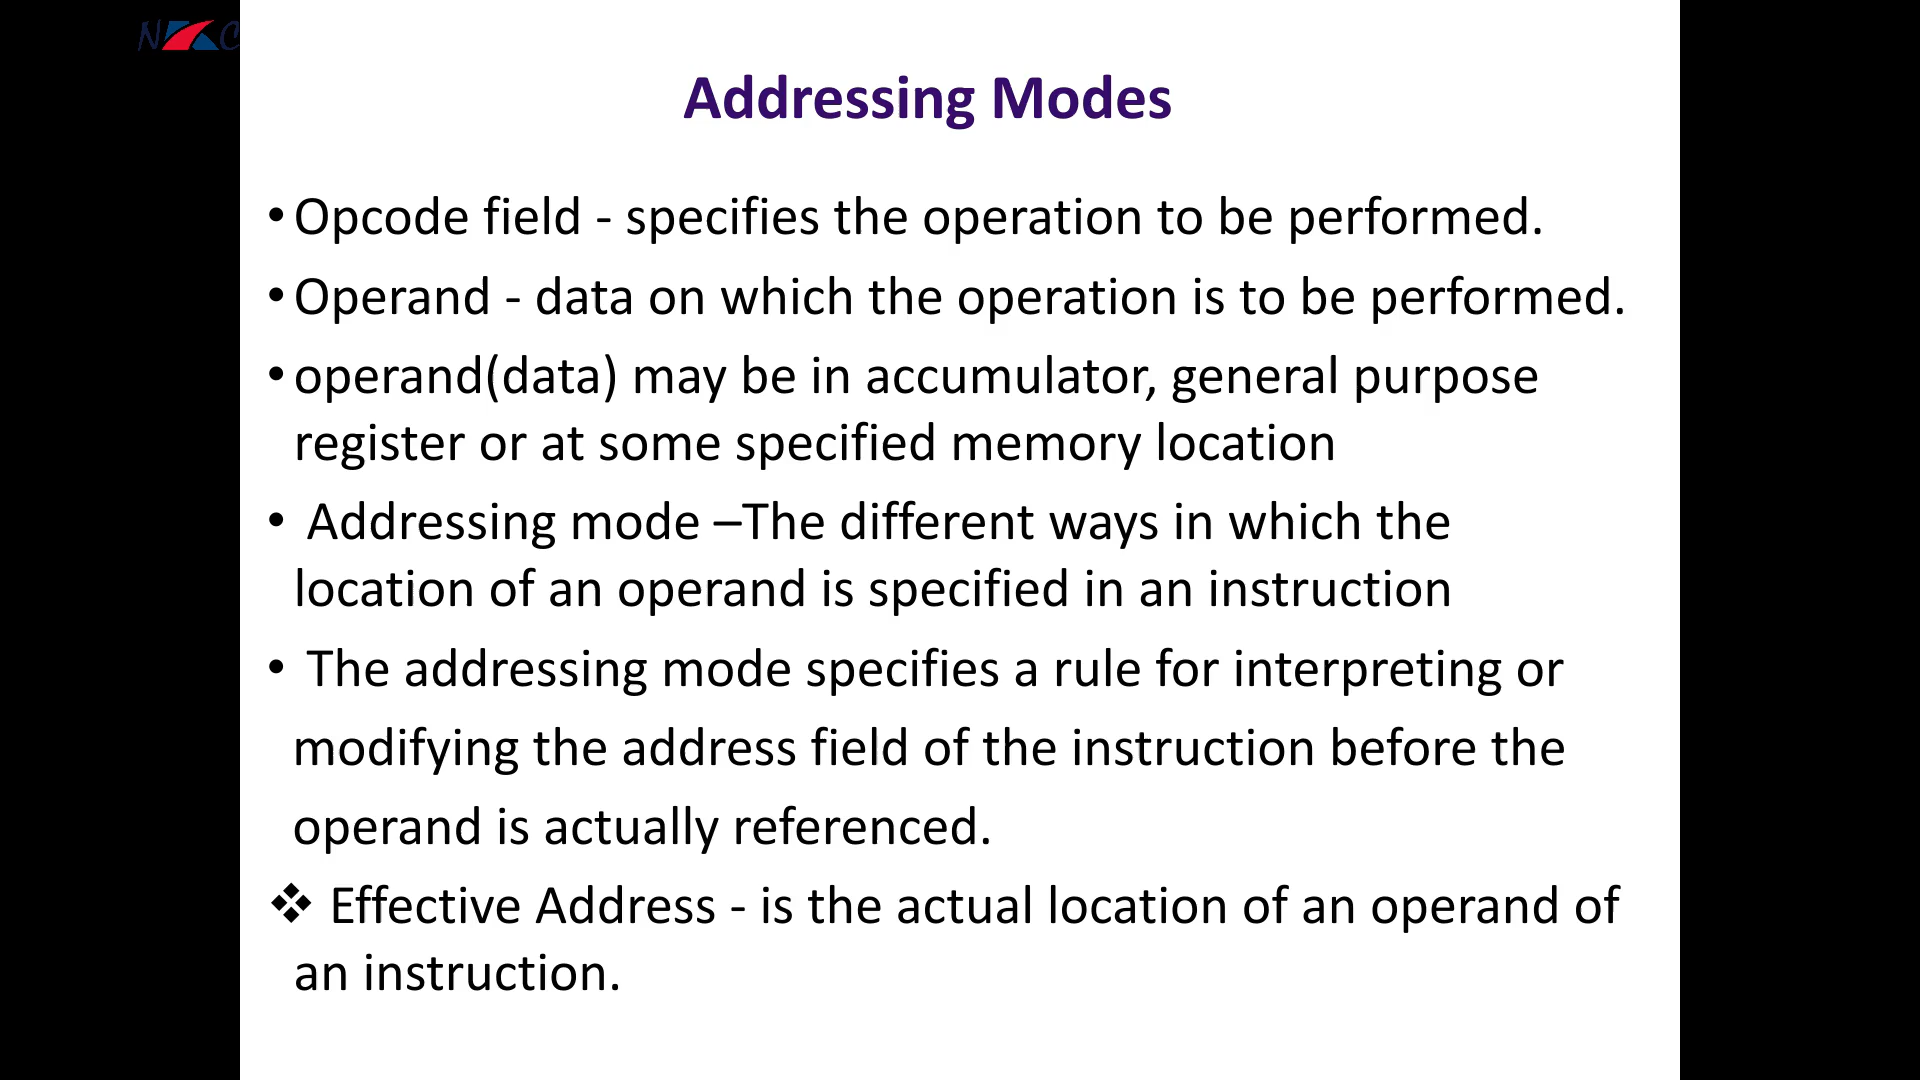 Addressing Modes
• Opcode field - specifies the operation to be performed.
• Operand - data on which the operation is to be performed.
• operand(data) may be in accumulator, general purpose
register or at some specified memory location
• Addressing mode –The different ways in which the
location of an operand is specified in an instruction
• The addressing mode specifies a rule for interpreting or
modifying the address field of the instruction before the
operand is actually referenced.
❖ Effective Address - is the actual location of an operand of
an instruction.